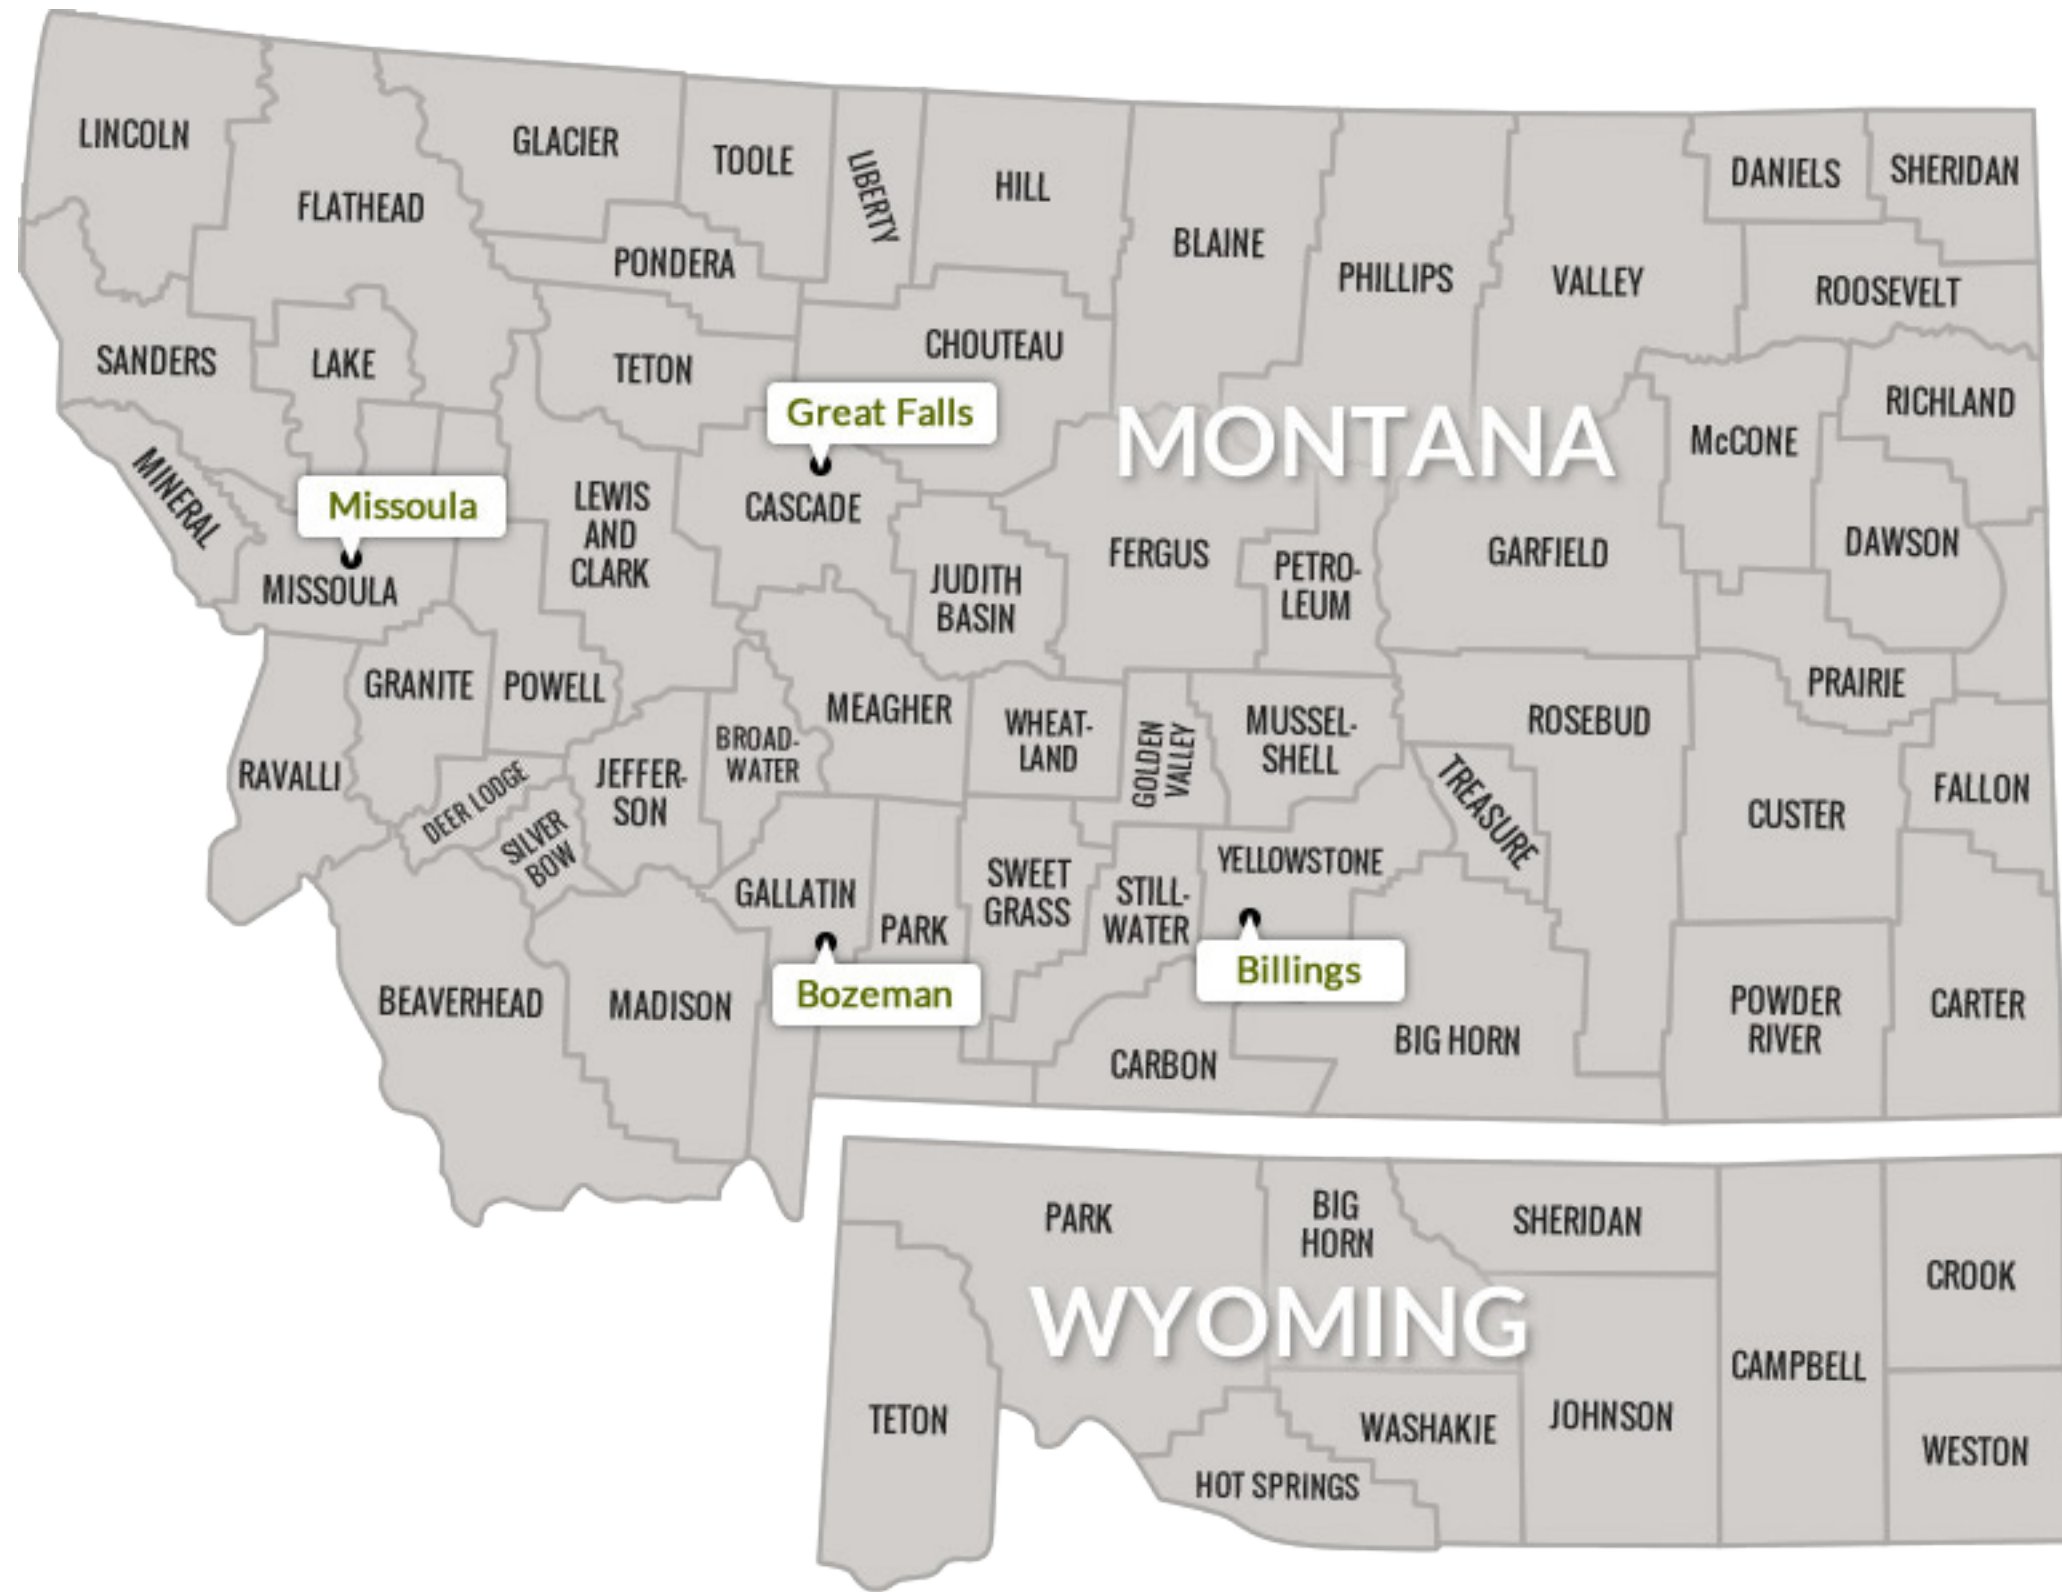 LINCOLN
FLATHEAD
GLACIER
TOOLE
LIBERTY
HILL
BLAINE
PHILLIPS
VALLEY
DANIELS
SHERIDAN
ROOSEVELT
PONDERA
SANDERS
LAKE
TETON
CHOUTEAU
RICHLAND
Great Falls
MONTANA
McCONE
MINERAL
Missoula
LEWIS
AND
CLARK
CASCADE
JUDITH
BASIN
FERGUS
PETRO-
LEUM
GARFIELD
DAWSON
MISSOULA
GRANITE
POWELL
MEAGHER
WHEAT-
LAND
GOLDEN
VALLEY
MUSSEL-
SHELL
ROSEBUD
PRAIRIE
RAVALLI
DEER LODGE
SILVER
BOW
JEFFER-
SON
BROAD-
WATER
TREASURE
CUSTER
FALLON
GALLATIN
PARK
SWEET
GRASS
STILL-
WATER
YELLOWSTONE
Billings
Bozeman
BEAVERHEAD
MADISON
CARBON
BIG HORN
POWDER
RIVER
CARTER
PARK
BIG
HORN
SHERIDAN
CROOK
WYOMING
CAMPBELL
TETON
WASHAKIE
JOHNSON
WESTON
HOT SPRINGS